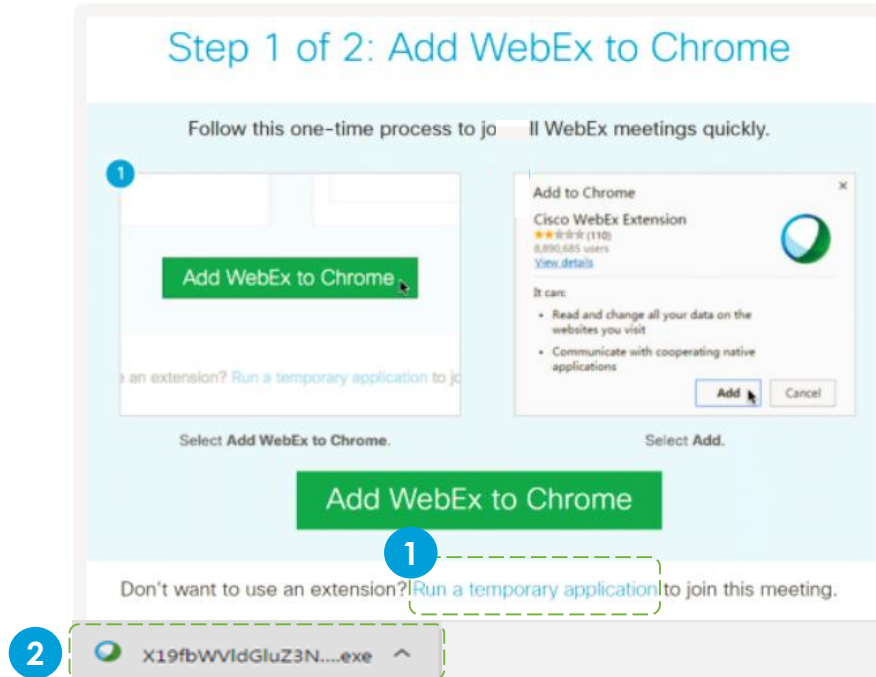 Step 1 of 2: Add WebEx to Chrome
Follow this one-time process to jo ll WebEx meetings quickly.
1
Add WebEx to Chrome
an extension? Run a temporary application to jo
Select Add WebEx to Chrome.
Add to Chrome
×
Cisco WebEx Extension
(110)
8,890,685 users
View details
It can:
• Read and change all your data on the
websites you visit
• Communicate with cooperating native
applications
Add
Cancel
Select Add.
Add WebEx to Chrome
1
Don't want to use an extension? Run a temporary application to join this meeting.
2
X19fbWVldGluZ3N....exe